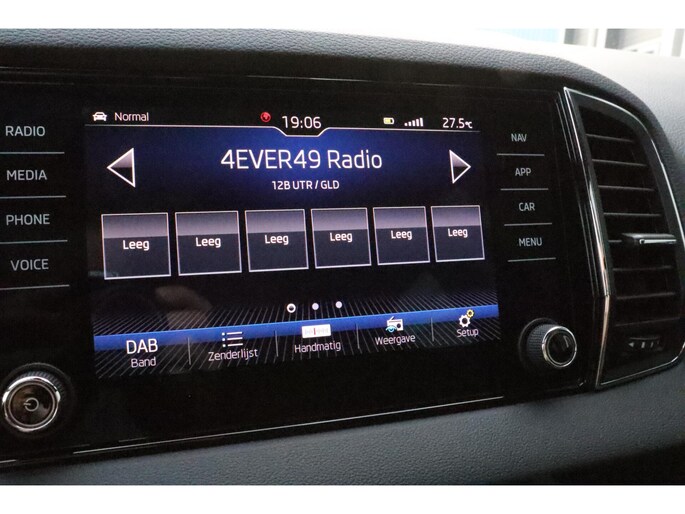 RADIO
MEDIA
PHONE
VOICE
Normal
19:06
27.5°C
4EVER49 Radio
12B UTR / GLD
Leeg Leeg Leeg Leeg Leeg Leeg
DAB
Band
Zenderlijst
Handmatig
Weergave
Setup
NAV
APP
CAR
MENU